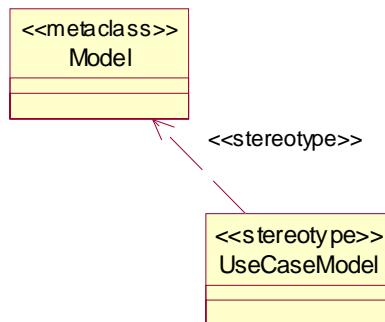 <<metaclass>>
Model
<<stereotype>>
<<stereotype>>
UseCaseModel